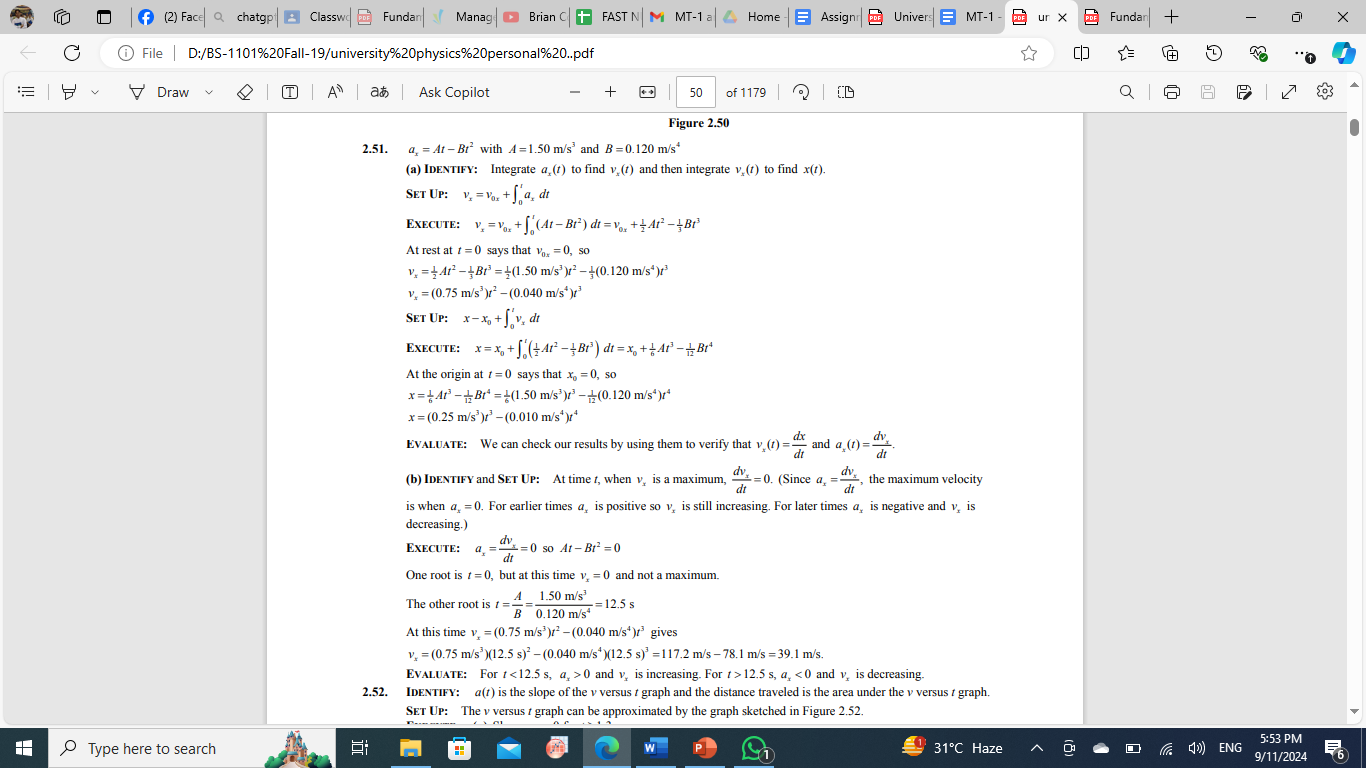 (2) Face
chatgpt
Classwo
Fundan
Manage
Brian C
FAST N
MT-1 a
Home
Assignm
Univers
MT-1 -
ur
Fundan
File
D:/BS-1101%20Fall-19/university%20physics%20personal%20..pdf
Draw
Ask Copilot
50
of 1179
Figure 2.50
2.51. aₓ = At − Bt² with A = 1.50 m/s³ and B = 0.120 m/s⁴
(a) IDENTIFY: Integrate aₓ(t) to find vₓ(t) and then integrate vₓ(t) to find x(t).
SET UP: vₓ = v₀ₓ + ∫₀ᵗ aₓ dt
EXECUTE: vₓ = v₀ₓ + ∫₀ᵗ (At − Bt²) dt = v₀ₓ + ½At² − ⅓Bt³
At rest at t = 0 says that v₀ₓ = 0, so
vₓ = ½At² − ⅓Bt³ = ½(1.50 m/s³)t² − ⅓(0.120 m/s⁴)t³
vₓ = (0.75 m/s³)t² − (0.040 m/s⁴)t³
SET UP: x − x₀ + ∫₀ᵗ vₓ dt
EXECUTE: x = x₀ + ∫₀ᵗ (½At² − ⅓Bt³) dt = x₀ + ⅙At³ − 1/12 Bt⁴
At the origin at t = 0 says that x₀ = 0, so
x = ⅙At³ − 1/12 Bt⁴ = ⅙(1.50 m/s³)t³ − 1/12 (0.120 m/s⁴)t⁴
x = (0.25 m/s³)t³ − (0.010 m/s⁴)t⁴
EVALUATE: We can check our results by using them to verify that vₓ(t) = dx/dt and aₓ(t) = dvₓ/dt.
(b) IDENTIFY and SET UP: At time t, when vₓ is a maximum, dvₓ/dt = 0. (Since aₓ = dvₓ/dt, the maximum velocity
is when aₓ = 0. For earlier times aₓ is positive so vₓ is still increasing. For later times aₓ is negative and vₓ is
decreasing.)
EXECUTE: aₓ = dvₓ/dt = 0 so At − Bt² = 0
One root is t = 0, but at this time vₓ = 0 and not a maximum.
The other root is t = A/B = 1.50 m/s³ / 0.120 m/s⁴ = 12.5 s
At this time vₓ = (0.75 m/s³)t² − (0.040 m/s⁴)t³ gives
vₓ = (0.75 m/s³)(12.5 s)² − (0.040 m/s⁴)(12.5 s)³ = 117.2 m/s − 78.1 m/s = 39.1 m/s.
EVALUATE: For t < 12.5 s, aₓ > 0 and vₓ is increasing. For t > 12.5 s, aₓ < 0 and vₓ is decreasing.
2.52. IDENTIFY: a(t) is the slope of the v versus t graph and the distance traveled is the area under the v versus t graph.
SET UP: The v versus t graph can be approximated by the graph sketched in Figure 2.52.
Type here to search
31°C Haze
ENG
5:53 PM
9/11/2024
6